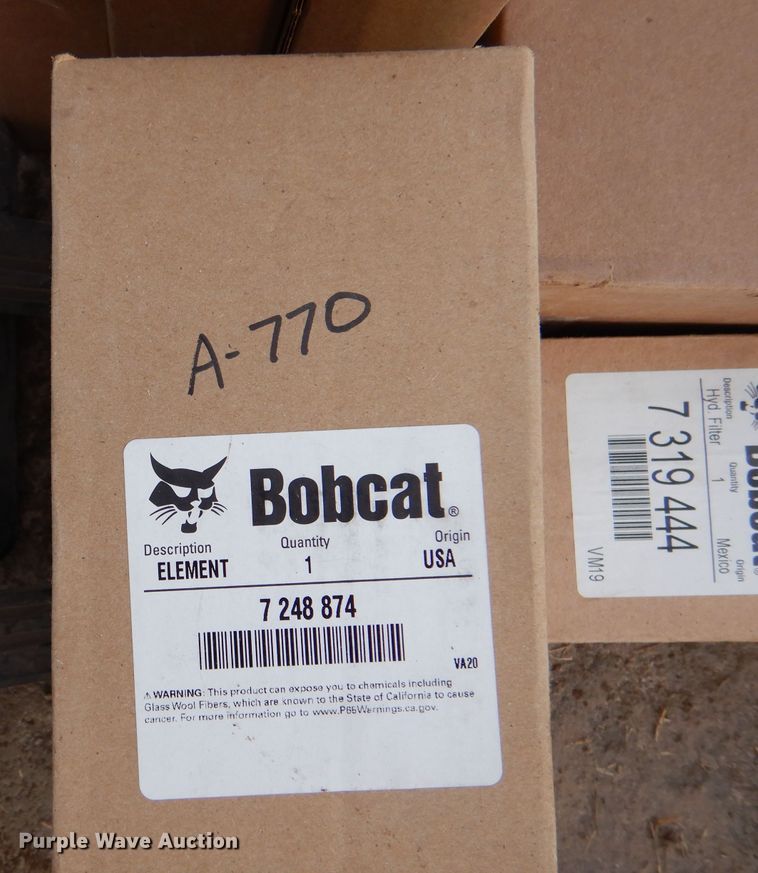 A-770
Bobcat®
Description Quantity Origin
ELEMENT 1 USA
7 248 874
VA20
⚠ WARNING: This product can expose you to chemicals including
Glass Wool Fibers, which are known to the State of California to cause
cancer. For more information go to www.P65Warnings.ca.gov.
Bobcat®
Description Quantity Origin
Hyd. Filter 1 Mexico
7 319 444
VM19
Purple Wave Auction